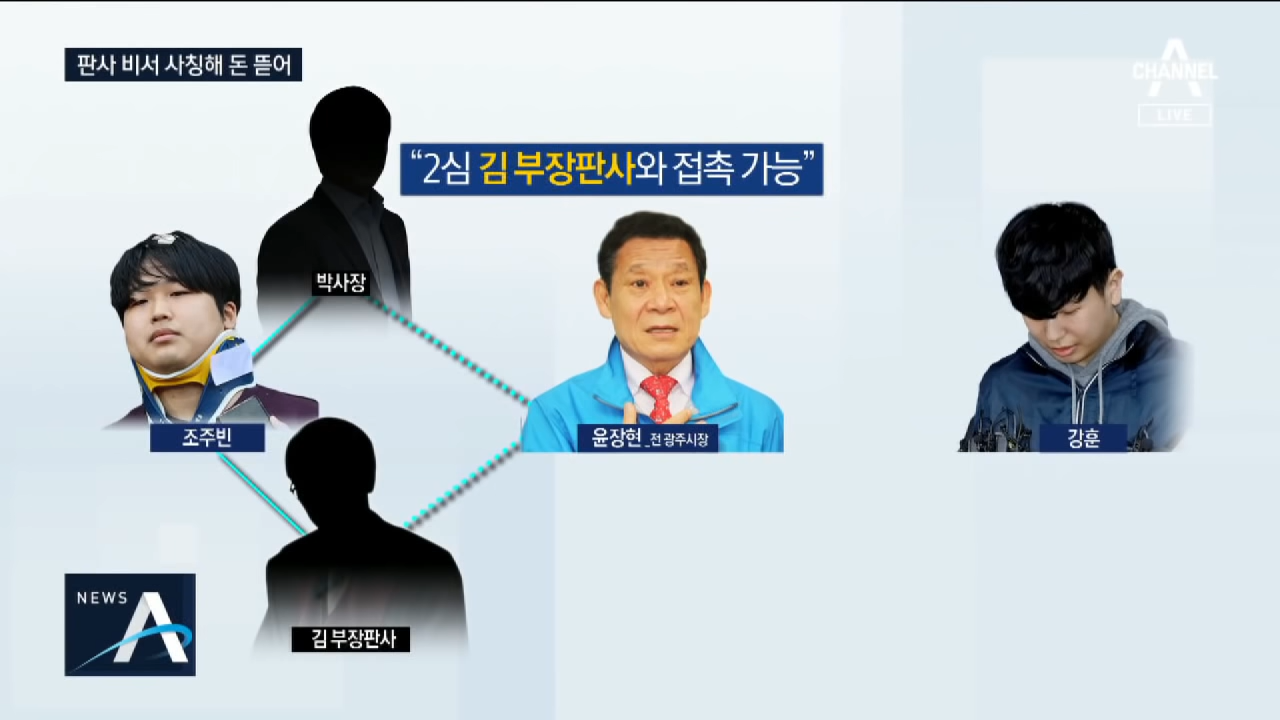 판사 비서 사칭해 돈 뜯어
CHANNEL A
LIVE
“2심 김 부장판사와 접촉 가능”
박사장
조주빈
윤장현_전 광주시장
강훈
김 부장판사
NEWS A